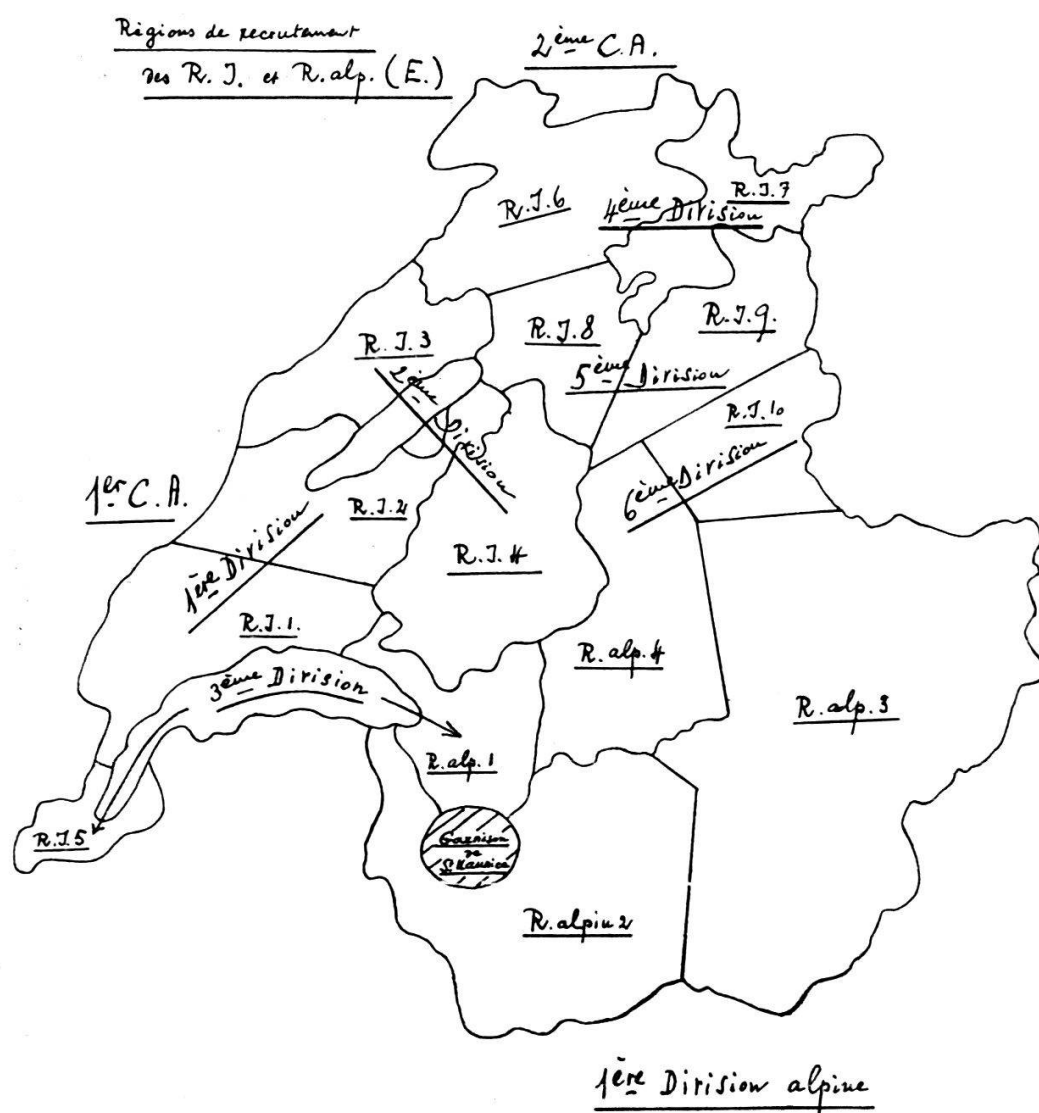 Régions de recrutement
des R. I. et R. alp. (E.)
2ème C.A.
R.I.6
R.I.7
4ème Division
R.I.3
R.I.8
R.I.9.
2ème Division
5ème Division
R.I.10
1er C.A.
6ème Division
R.I.2
1ère Division
R.I.4
R.I.1.
R.alp.4
3ème Division
R.alp.3
R.alp.1
R.I.5
Garnison
de
St Maurice
R.alpin 2
1ère Division alpine